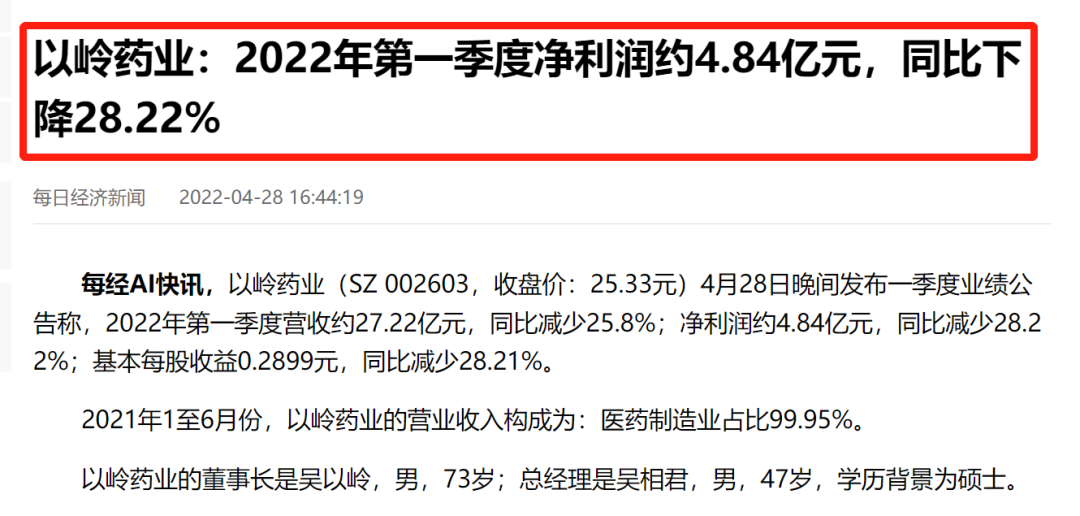 以岭药业：2022年第一季度净利润约4.84亿元，同比下
降28.22%
每日经济新闻 2022-04-28 16:44:19
每经AI快讯，以岭药业（SZ 002603，收盘价：25.33元）4月28日晚间发布一季度业绩公
告称，2022年第一季度营收约27.22亿元，同比减少25.8%；净利润约4.84亿元，同比减少28.2
2%；基本每股收益0.2899元，同比减少28.21%。
2021年1至6月份，以岭药业的营业收入构成为：医药制造业占比99.95%。
以岭药业的董事长是吴以岭，男，73岁；总经理是吴相君，男，47岁，学历背景为硕士。